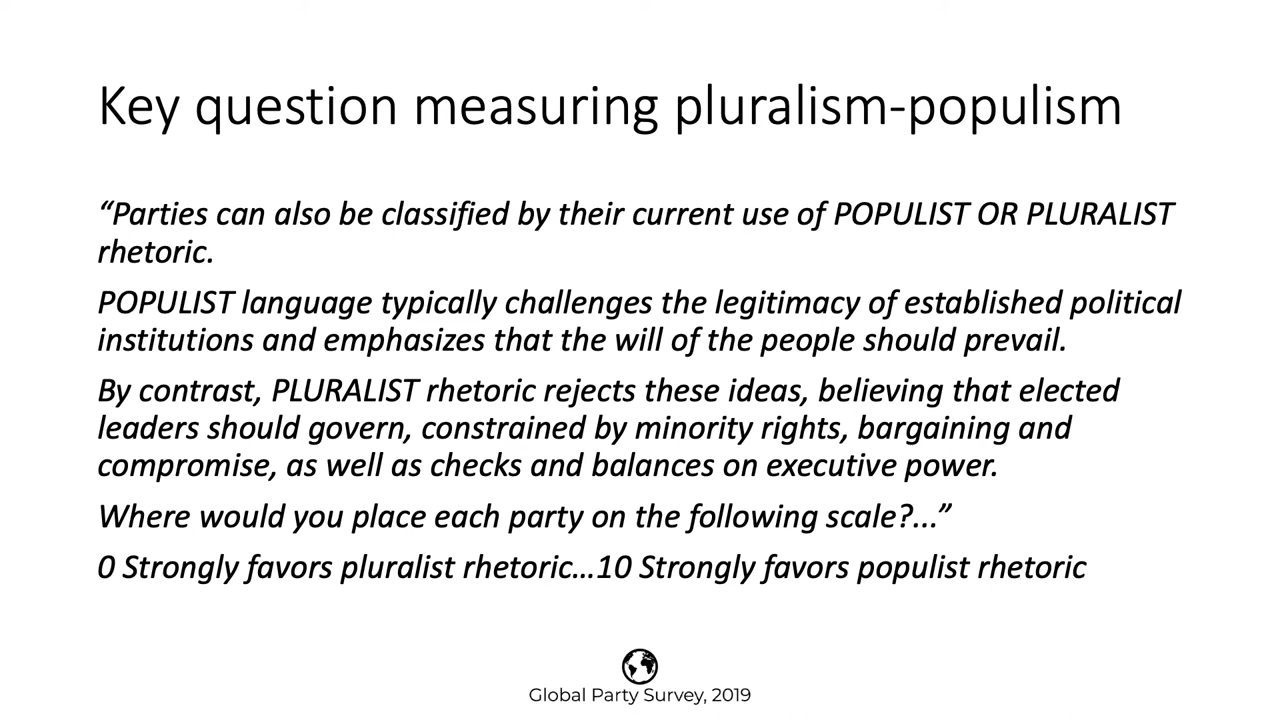 Key question measuring pluralism-populism
“Parties can also be classified by their current use of POPULIST OR PLURALIST
rhetoric.
POPULIST language typically challenges the legitimacy of established political
institutions and emphasizes that the will of the people should prevail.
By contrast, PLURALIST rhetoric rejects these ideas, believing that elected
leaders should govern, constrained by minority rights, bargaining and
compromise, as well as checks and balances on executive power.
Where would you place each party on the following scale?...”
0 Strongly favors pluralist rhetoric…10 Strongly favors populist rhetoric
Global Party Survey, 2019